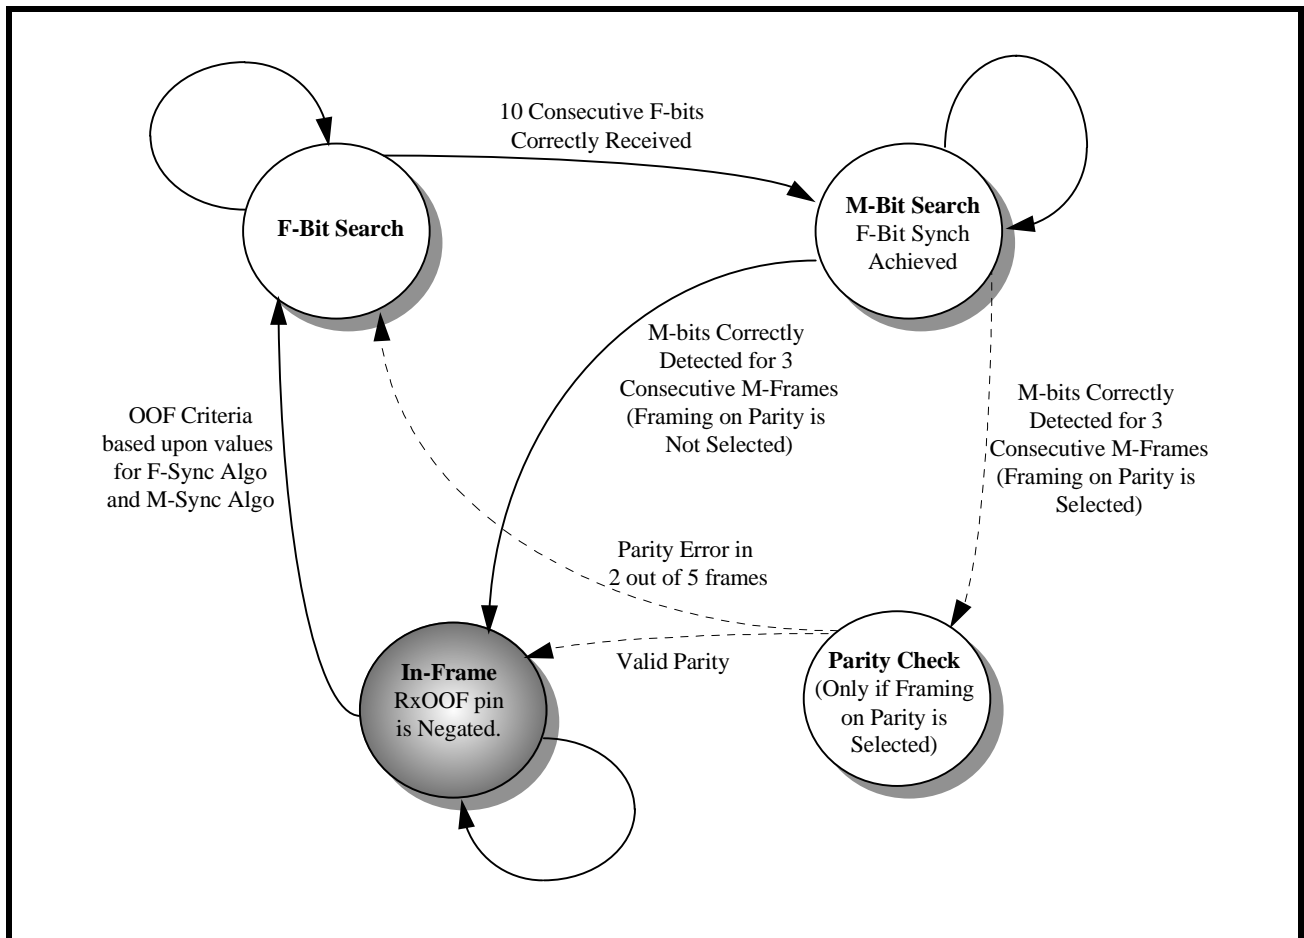 10 Consecutive F-bits
Correctly Received
F-Bit Search
M-Bit Search
F-Bit Synch
Achieved
M-bits Correctly
Detected for 3
Consecutive M-Frames
(Framing on Parity is
Not Selected)
M-bits Correctly
Detected for 3
Consecutive M-Frames
(Framing on Parity is
Selected)
OOF Criteria
based upon values
for F-Sync Algo
and M-Sync Algo
Parity Error in
2 out of 5 frames
Valid Parity
In-Frame
RxOOF pin
is Negated.
Parity Check
(Only if Framing
on Parity is
Selected)